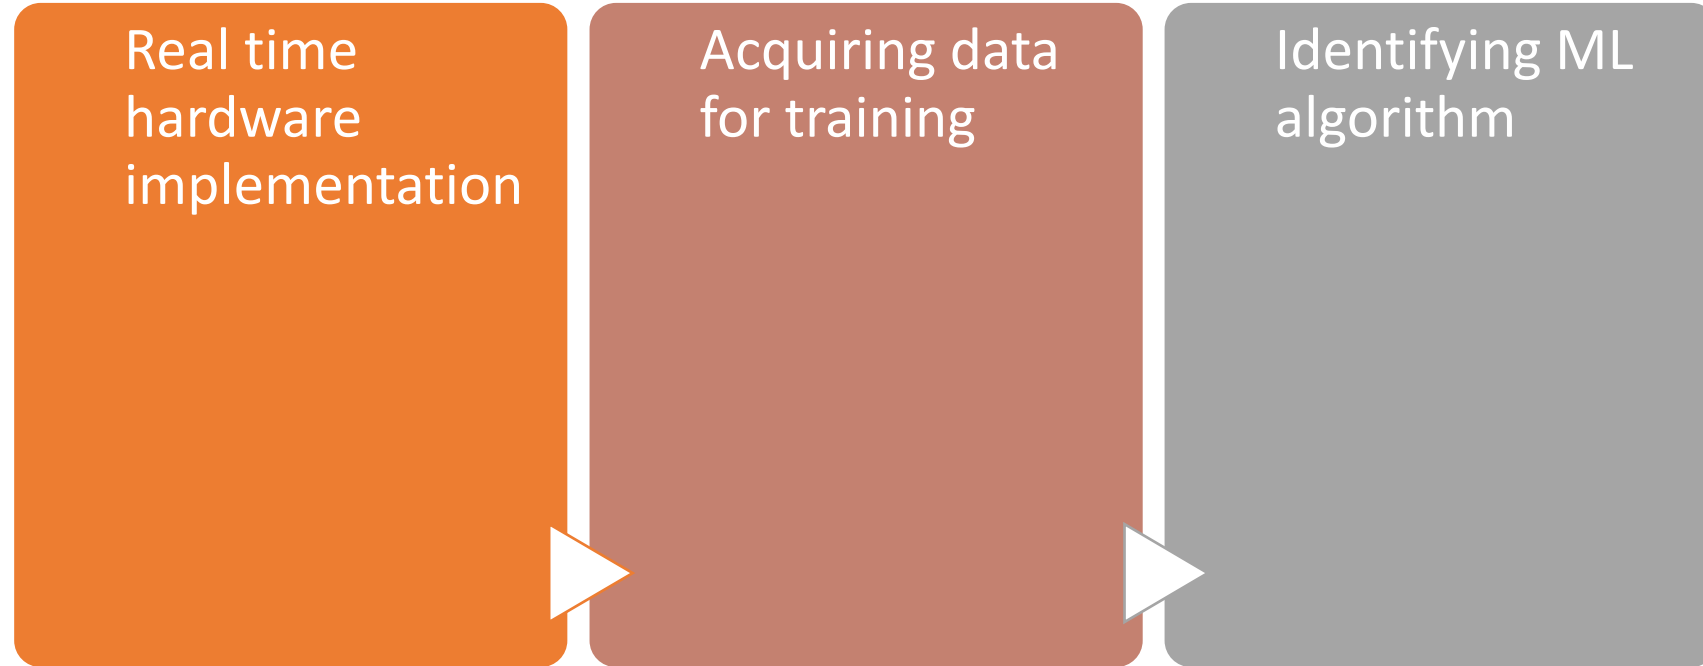 Real time
hardware
implementation
Acquiring data
for training
Identifying ML
algorithm